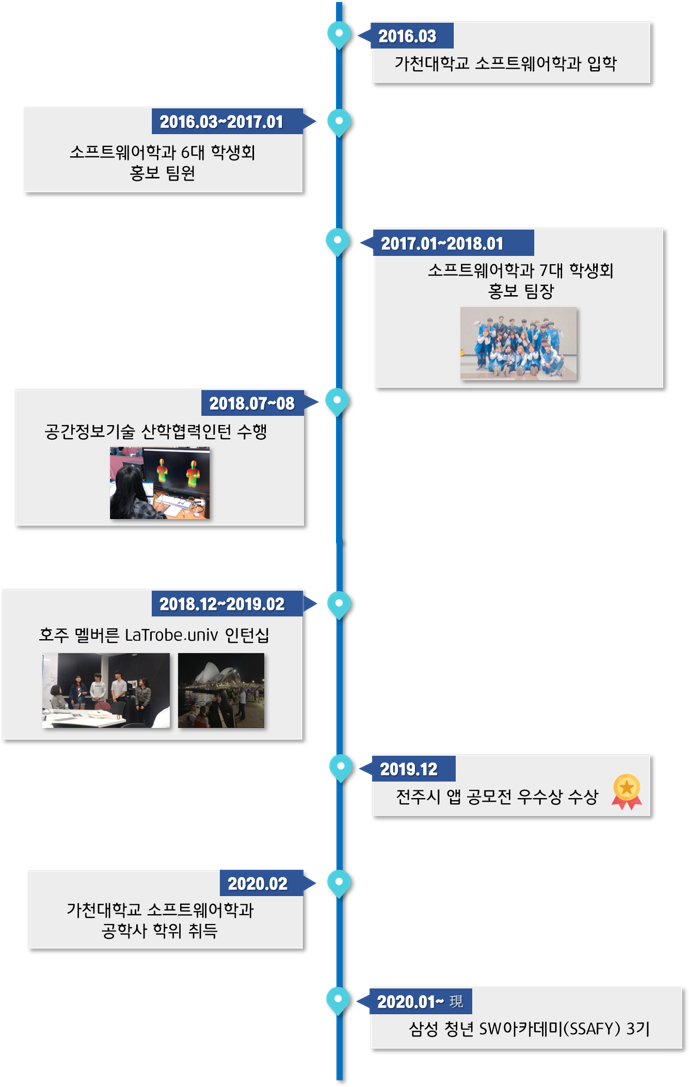 2016.03
가천대학교 소프트웨어학과 입학
2016.03~2017.01
소프트웨어학과 6대 학생회
홍보 팀원
2017.01~2018.01
소프트웨어학과 7대 학생회
홍보 팀장
2018.07~08
공간정보기술 산학협력인턴 수행
2018.12~2019.02
호주 멜버른 LaTrobe.univ 인턴십
2019.12
전주시 앱 공모전 우수상 수상
2020.02
가천대학교 소프트웨어학과
공학사 학위 취득
2020.01~ 現
삼성 청년 SW아카데미(SSAFY) 3기